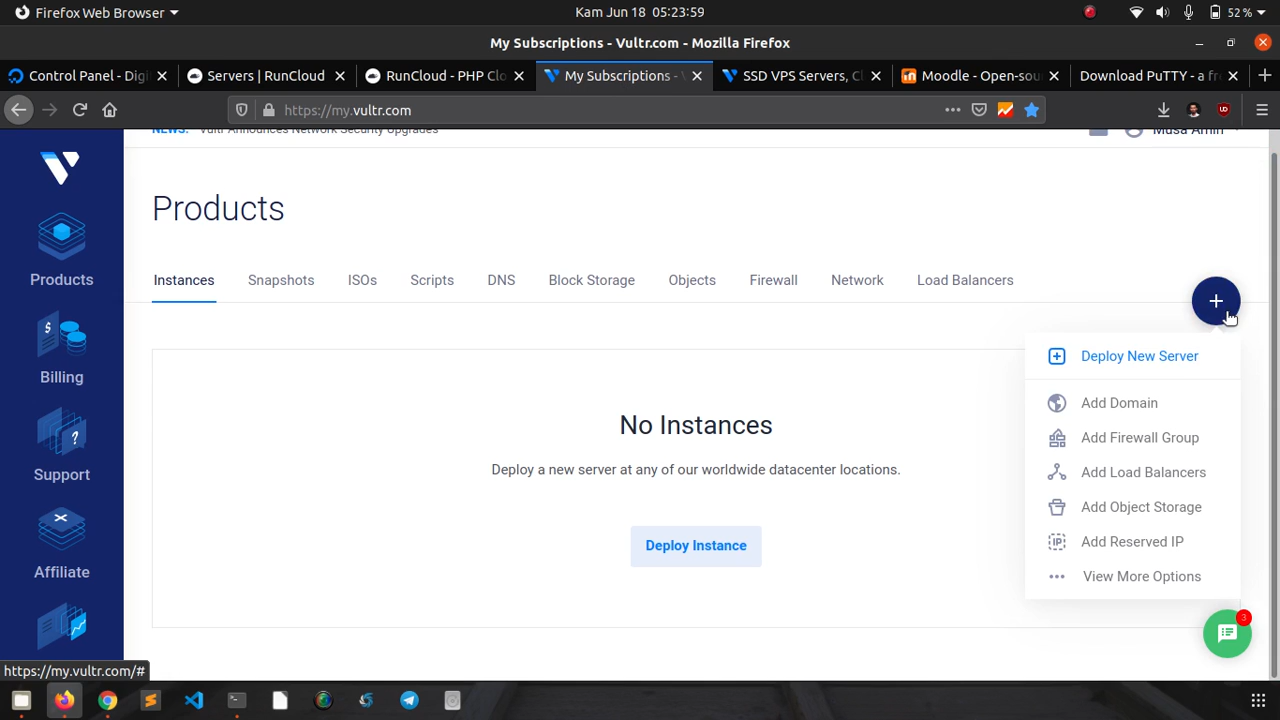 Firefox Web Browser
Kam Jun 18 05:23:59
52 %
My Subscriptions - Vultr.com - Mozilla Firefox
Control Panel - Digi
Servers | RunCloud
RunCloud - PHP Clo
My Subscriptions -
SSD VPS Servers, Cl
Moodle - Open-sou
Download PuTTY - a fr
https://my.vultr.com
NEWS: Vultr Announces Network Security Upgrades
Musa Amin
Products
Instances
Snapshots
ISOs
Scripts
DNS
Block Storage
Objects
Firewall
Network
Load Balancers
Products
Billing
Support
Affiliate
No Instances
Deploy a new server at any of our worldwide datacenter locations.
Deploy Instance
Deploy New Server
Add Domain
Add Firewall Group
Add Load Balancers
Add Object Storage
IP Add Reserved IP
View More Options
3
https://my.vultr.com/#